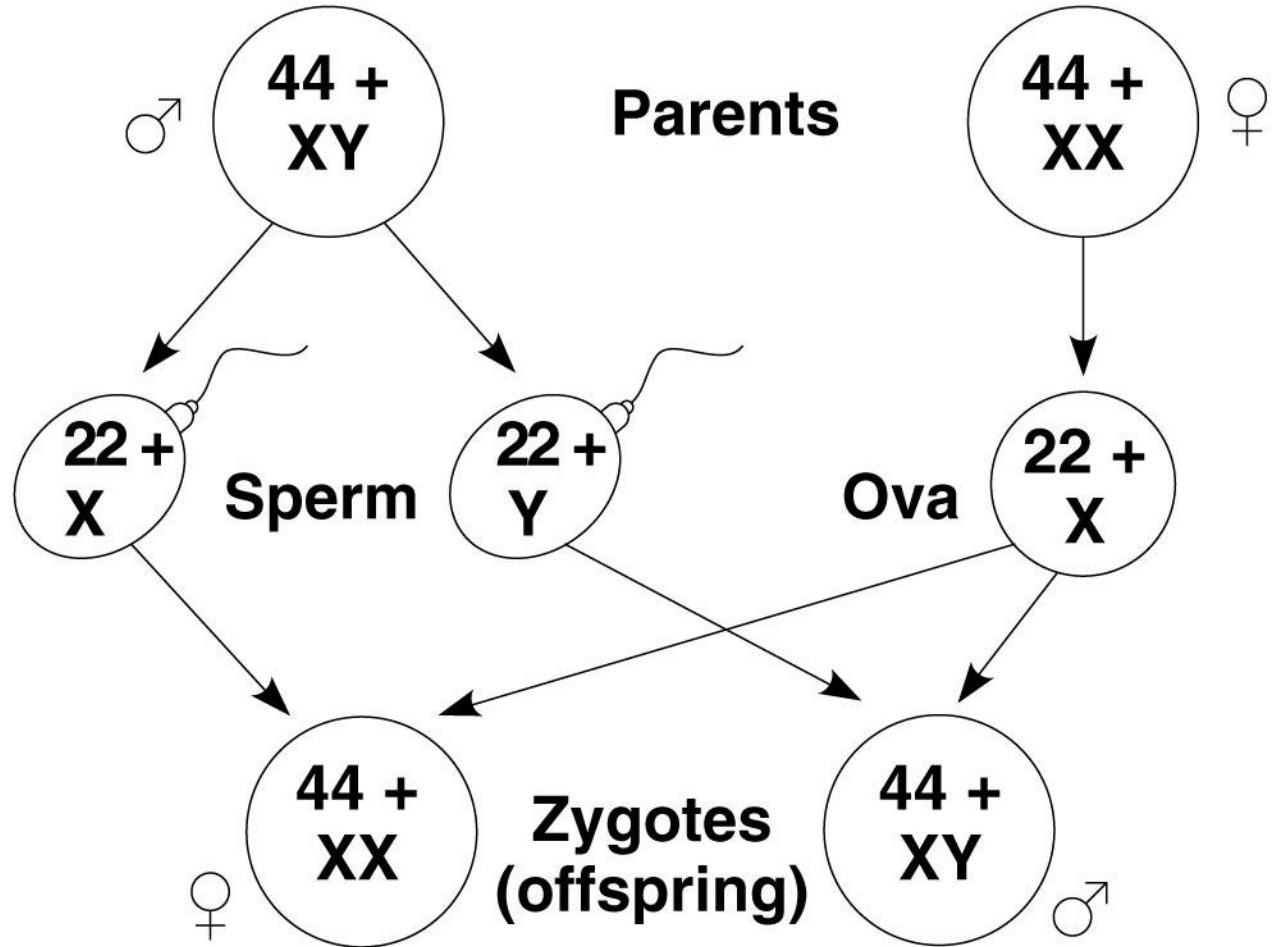 44 +
XY
Parents
44 +
XX
22 +
X
Sperm
22 +
Y
Ova
22 +
X
44 +
XX
Zygotes
(offspring)
44 +
XY